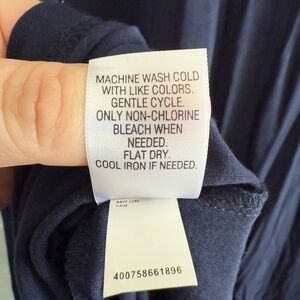 MACHINE WASH COLD
WITH LIKE COLORS.
GENTLE CYCLE.
ONLY NON-CHLORINE
BLEACH WHEN
NEEDED.
FLAT DRY.
COOL IRON IF NEEDED.
400758661896